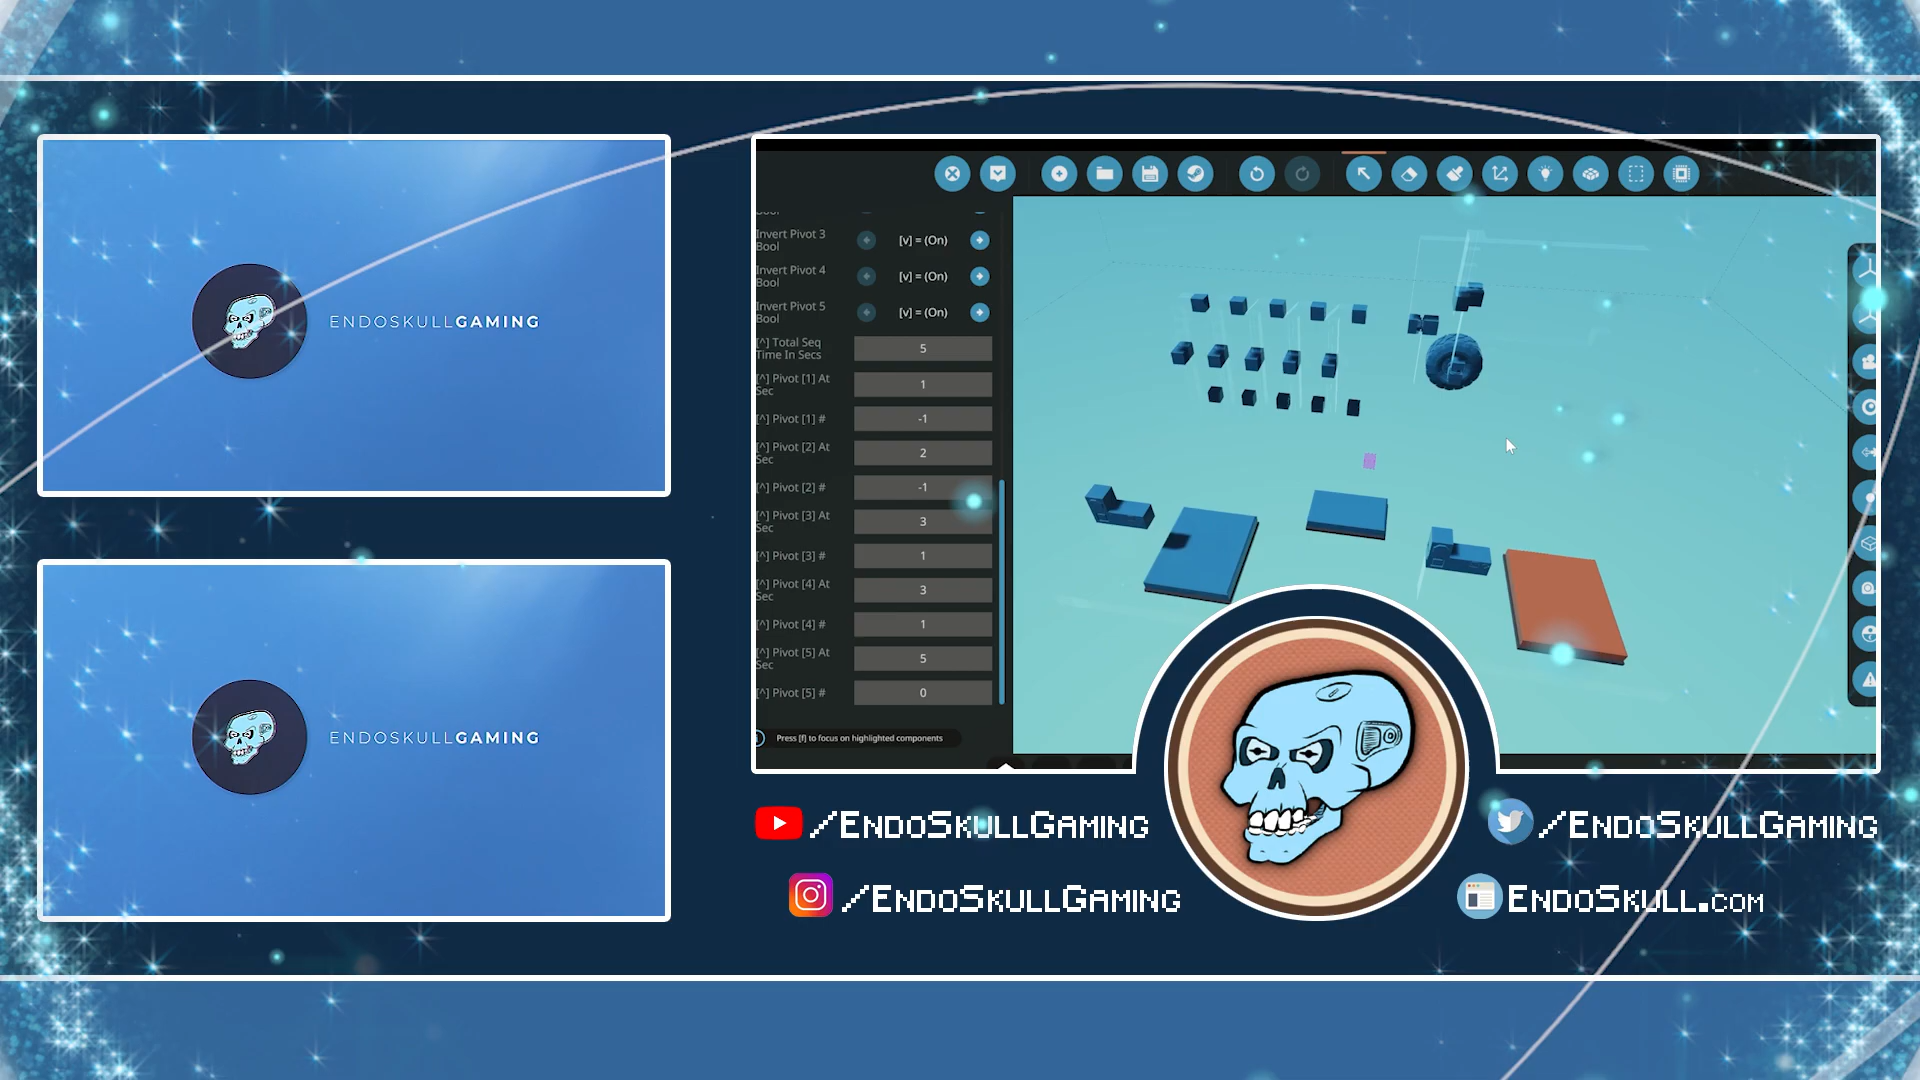 ENDOSKULLGAMING
ENDOSKULLGAMING
Bool
Invert Pivot 3
Bool
[v] = (On)
Invert Pivot 4
Bool
[v] = (On)
Invert Pivot 5
Bool
[v] = (On)
[^] Total Seq
Time In Secs
5
[^] Pivot [1] At
Sec
1
[^] Pivot [1] #
-1
[^] Pivot [2] At
Sec
2
[^] Pivot [2] #
-1
[^] Pivot [3] At
Sec
3
[^] Pivot [3] #
1
[^] Pivot [4] At
Sec
3
[^] Pivot [4] #
1
[^] Pivot [5] At
Sec
5
[^] Pivot [5] #
0
Press [f] to focus on highlighted components
/EndoSkullGaming
/EndoSkullGaming
/EndoSkullGaming
EndoSkull.com